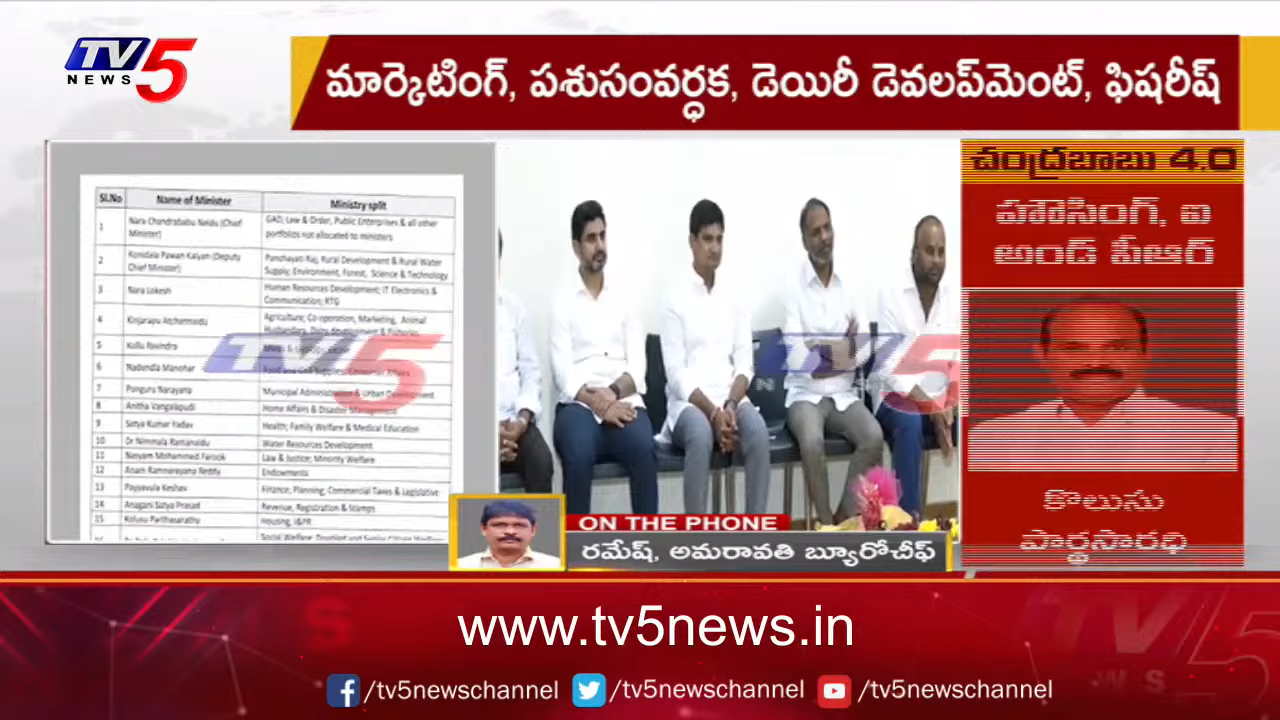 TV5
NEWS
మార్కెటింగ్, పశుసంవర్ధక, డెయిరీ డెవలప్‌మెంట్, ఫిషరీష్
Sl.No Name of Minister Ministry split
1 Nara Chandrababu Naidu (Chief Minister) GAD, Law & Order, Public Enterprises & all other portfolios not allocated to ministers
2 Konidala Pawan Kalyam (Deputy Chief Minister) Panchayati Raj, Rural Development & Rural Water Supply; Environment, Forest, Science & Technology
3 Nara Lokesh Human Resources Development; IT Electronics & Communication; RTG
4 Kinjarapu Atchennaidu Agriculture; Co-operation, Marketing, Animal Husbandary, Dairy development & Fisheries
5 Kollu Ravindra
6 Nadendla Manohar
7 Ponguru Narayana Municipal Administration & Urban Development
8 Anitha Vangalapudi Home Affairs & Disaster Management
9 Satya Kumar Yadav Health; Family Welfare & Medical Education
10 Dr Nimmala Ramanaidu Water Resources Development
11 Nasyam Mohammed Farook Law & Justice; Minority Welfare
12 Anam Ramnarayana Reddy Endowments
13 Payyavula Keshav Finance; Planning, Commercial Taxes & Legislative
14 Anagani Satya Prasad Revenue, Registration & Stamps
15 Kolusu Parthasarathy Housing, I&PR
TV5
TV5
చంద్రబాబు 4.0
హౌసింగ్, ఐ
అండ్ పీఆర్
కొలుసు
పార్థసారధి
ON THE PHONE
రమేష్, అమరావతి బ్యూరోచీఫ్
www.tv5news.in
/tv5newschannel /tv5newschannel /tv5newschannel